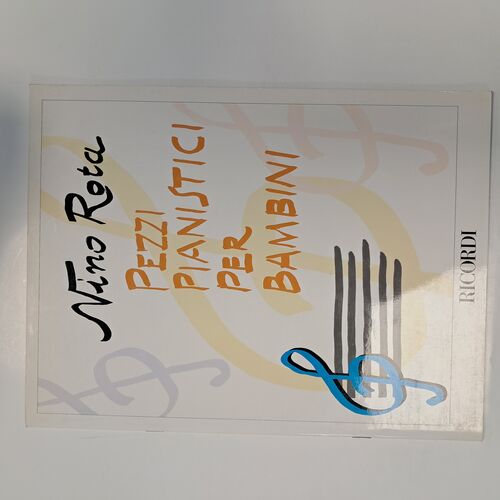 Nino Rota
PEZZI
PIANISTICI
PER
BAMBINI
RICORDI